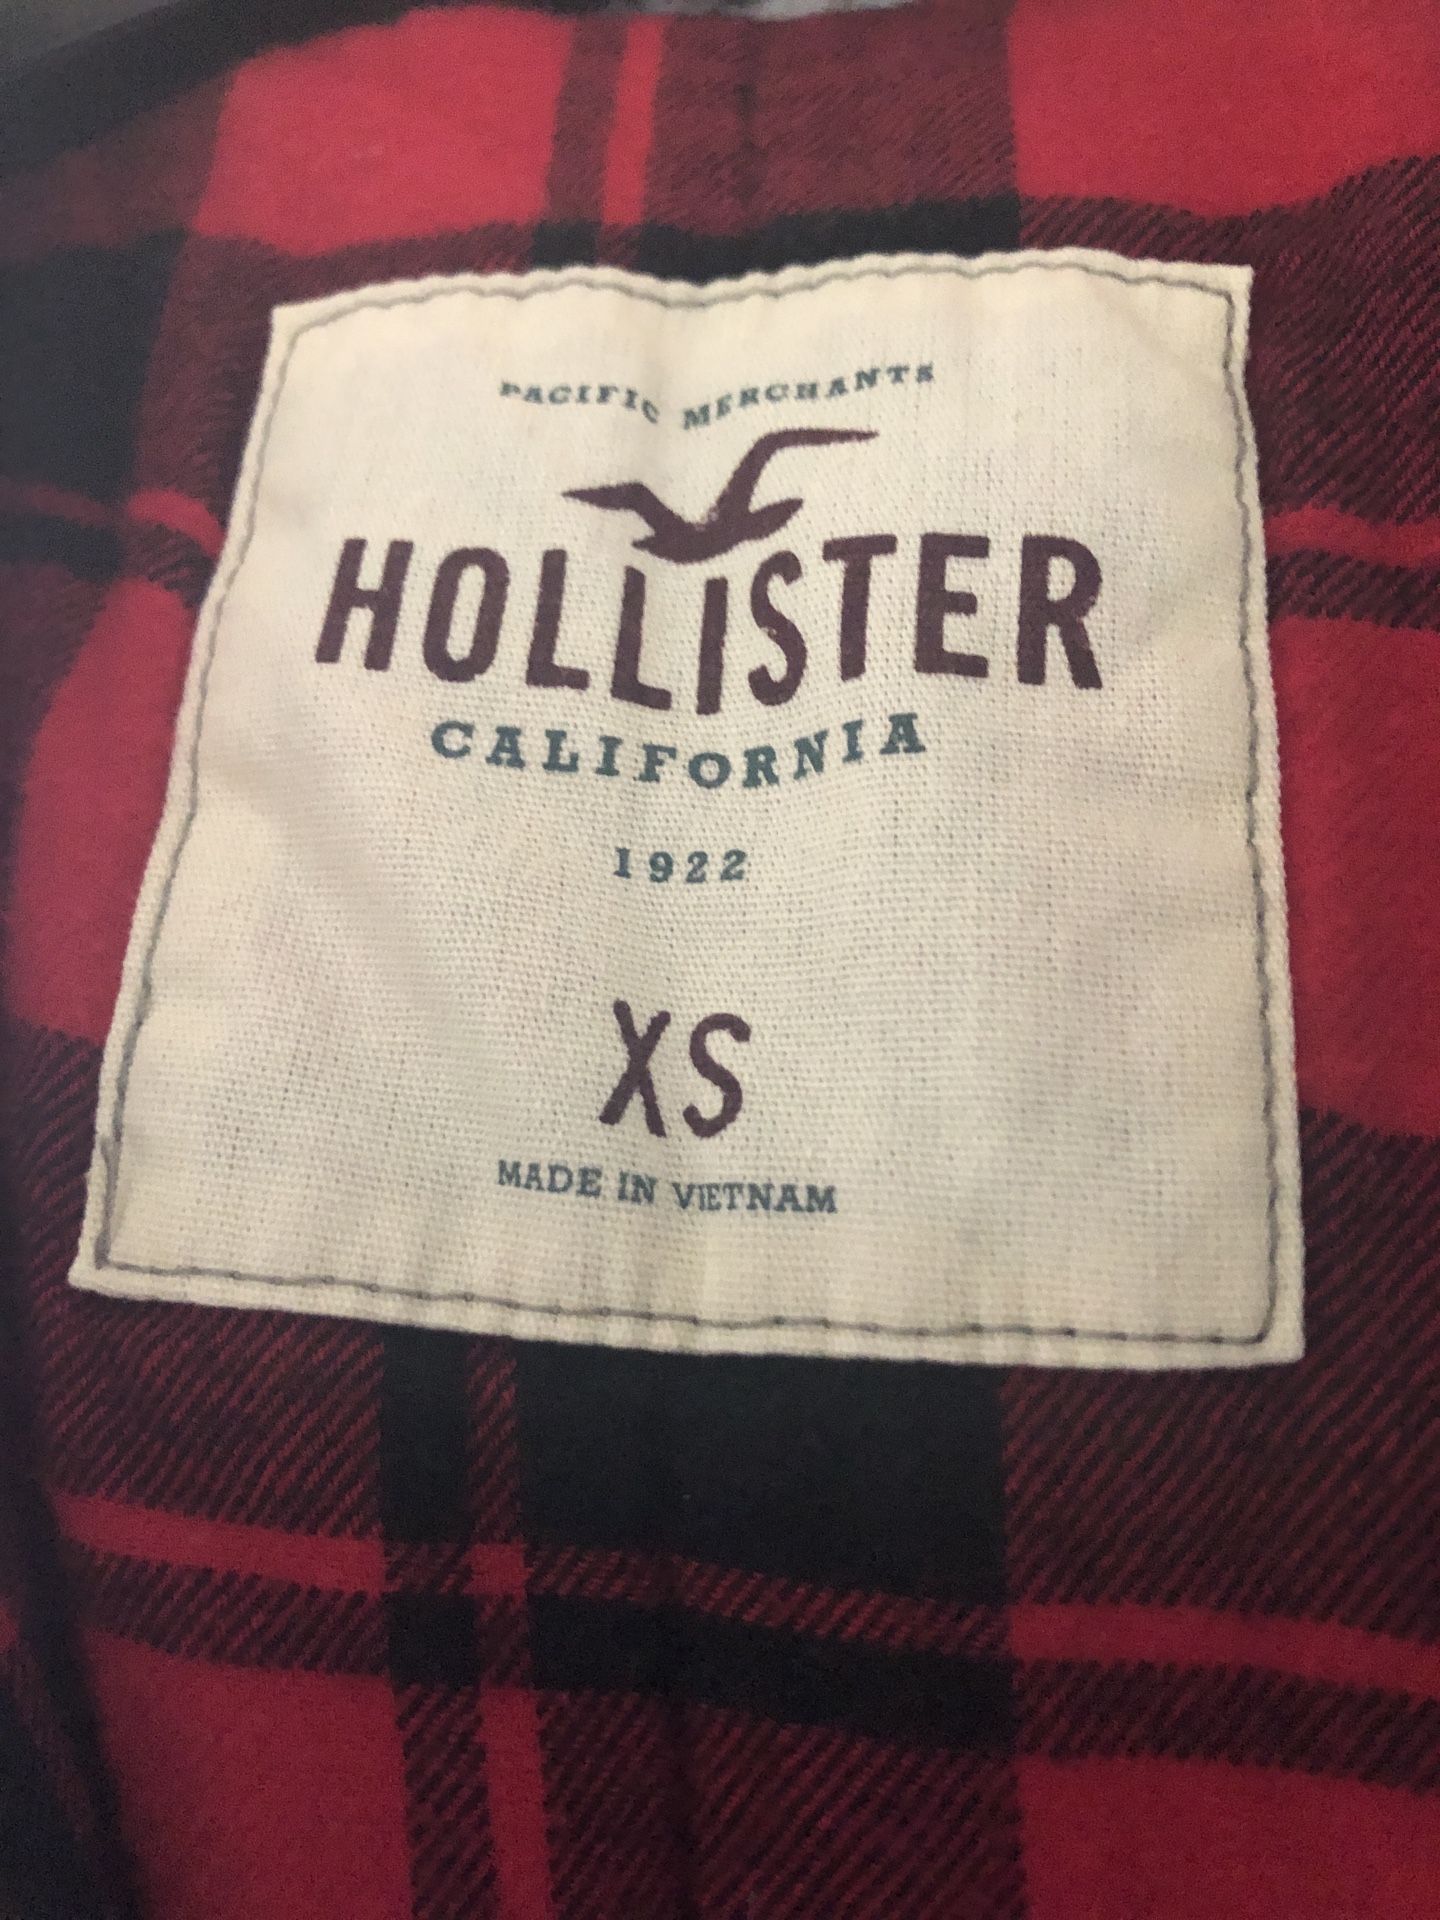 PACIFIC MERCHANTS
HOLLISTER
CALIFORNIA
1922
XS
MADE IN VIETNAM